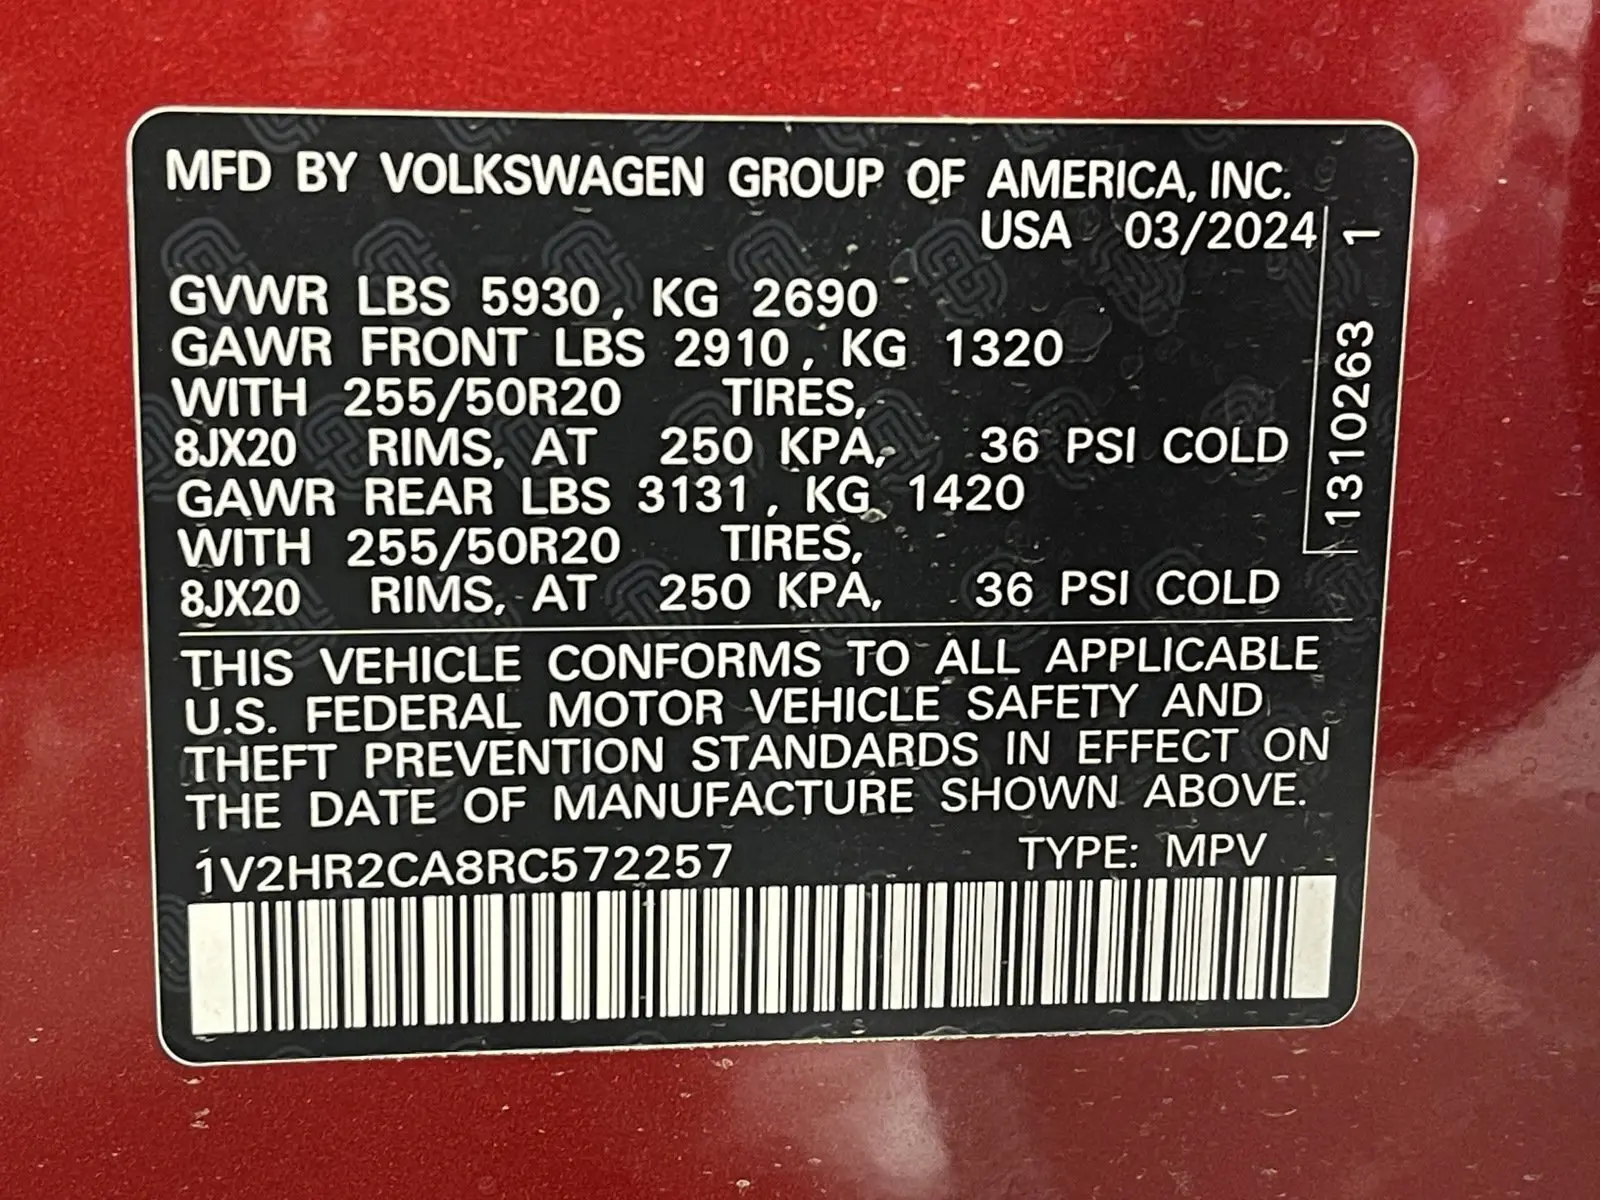 MFD BY VOLKSWAGEN GROUP OF AMERICA, INC.
USA 03/2024
GVWR LBS 5930, KG 2690
GAWR FRONT LBS 2910, KG 1320
WITH 255/50R20 TIRES,
8JX20 RIMS, AT 250 KPA, 36 PSI COLD
GAWR REAR LBS 3131, KG 1420
WITH 255/50R20 TIRES,
8JX20 RIMS, AT 250 KPA, 36 PSI COLD
THIS VEHICLE CONFORMS TO ALL APPLICABLE
U.S. FEDERAL MOTOR VEHICLE SAFETY AND
THEFT PREVENTION STANDARDS IN EFFECT ON
THE DATE OF MANUFACTURE SHOWN ABOVE.
1V2HR2CA8RC572257 TYPE: MPV
1310263 1